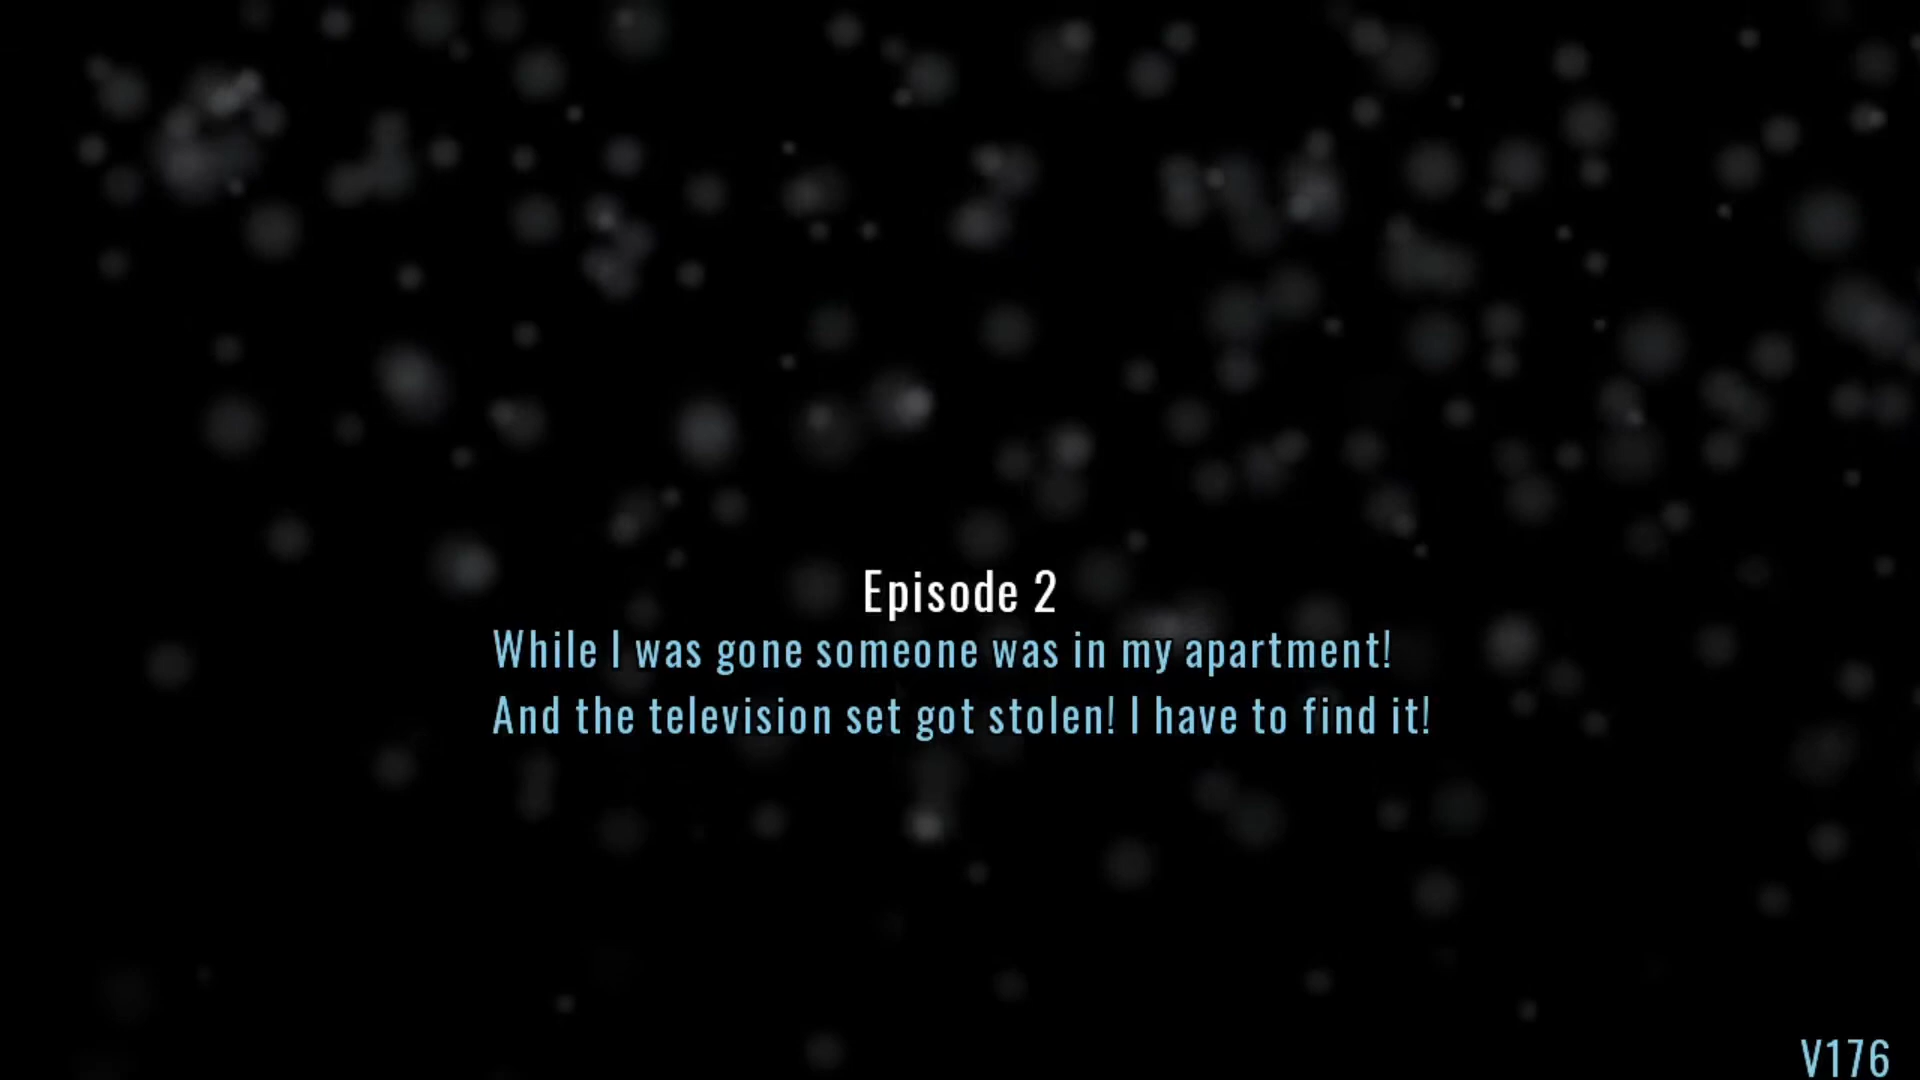 Episode 2
While I was gone someone was in my apartment!
And the television set got stolen! I have to find it!
V176